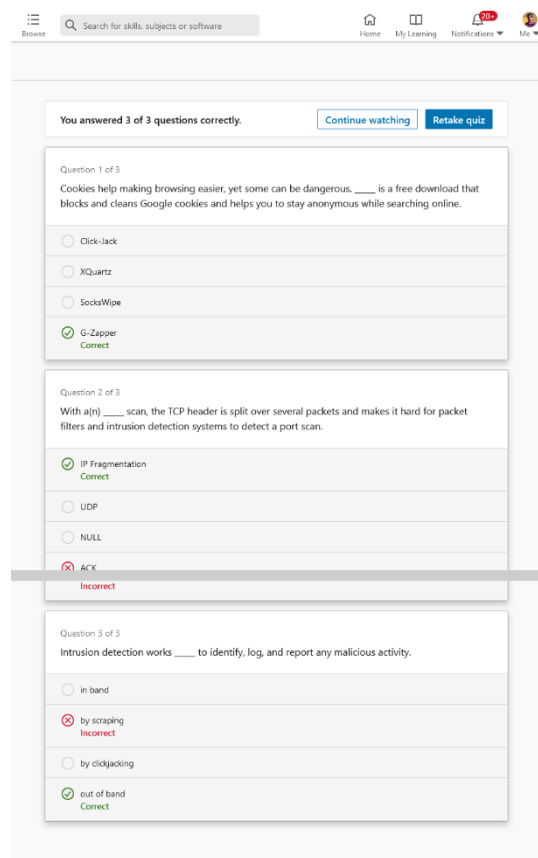 Browse
Search for skills, subjects or software
Home
My Learning
20+
Notifications
Me
You answered 3 of 3 questions correctly.
Continue watching
Retake quiz
Question 1 of 3
Cookies help making browsing easier, yet some can be dangerous. ____ is a free download that
blocks and cleans Google cookies and helps you to stay anonymous while searching online.
Click-Jack
XQuartz
SocksWipe
G-Zapper
Correct
Question 2 of 3
With a(n) ____ scan, the TCP header is split over several packets and makes it hard for packet
filters and intrusion detection systems to detect a port scan.
IP Fragmentation
Correct
UDP
NULL
ACK
Incorrect
Question 3 of 3
Intrusion detection works ____ to identify, log, and report any malicious activity.
in band
by scraping
Incorrect
by clickjacking
out of band
Correct